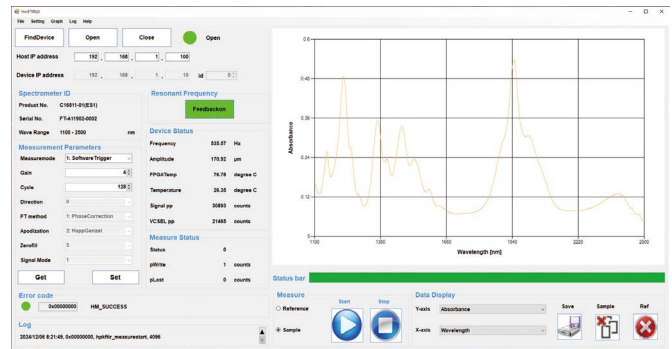 File Setting Graph Log Help
FindDevice Open Close Open
Host IP address 192 . 168 . 1 . 100
Device IP address 192 . 168 . 1 . 10 id 0
Spectrometer ID
Product No. C16511-01(ES1)
Serial No. FT-A11902-0002
Wave Range 1100 - 2500 nm
Measurement Parameters
Measuremode 1: Software Trigger
Gain 4
Cycle 128
Direction 0
FT method 1: PhaseCorrection
Apodization 2: HappGenzel
Zerofill 3
Signal Mode 1
Get Set
Error code
0x00000000 HM_SUCCESS
Log
2024/12/06 8:21:49, 0x00000000, hpkftir_measurestart, 4096
Resonant Frequency
Feedbackon
Device Status
Frequency 535.57 Hz
Amplitude 170.92 μm
FPGATemp 76.78 degree C
Temperature 26.35 degree C
Signal pp 30893 counts
VCSEL pp 21465 counts
Measure Status
Status 0
pWrite 1 counts
pLost 0 counts
Absorbance
0.6
0.48
0.36
0.24
0.12
0
1100 1380 1660 1940 2220 2500
Wavelength [nm]
Status bar
Measure
Reference
Sample
Start Stop
Data Display
Y-axis Absorbance
X-axis Wavelength
Save Sample Ref